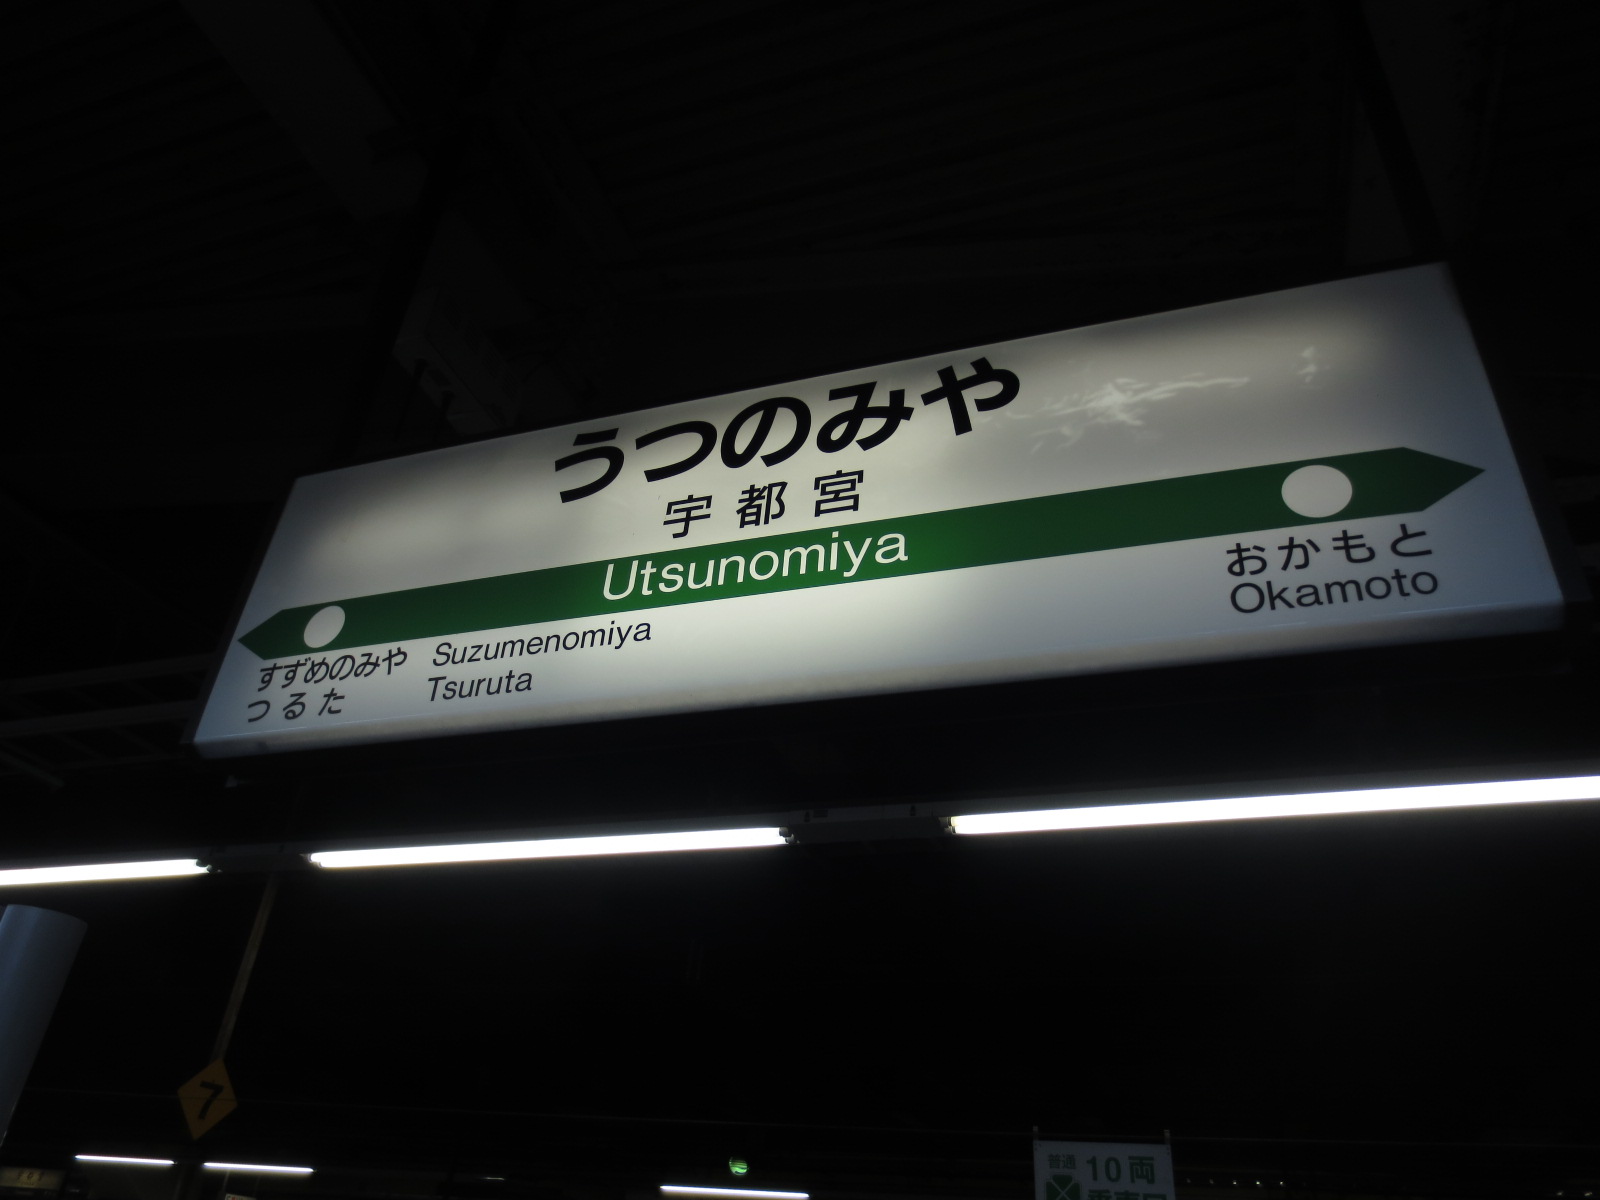 うつのみや
宇都宮
Utsunomiya
おかもと
Okamoto
すずめのみや Suzumenomiya
つるた Tsuruta
7
普通 10両